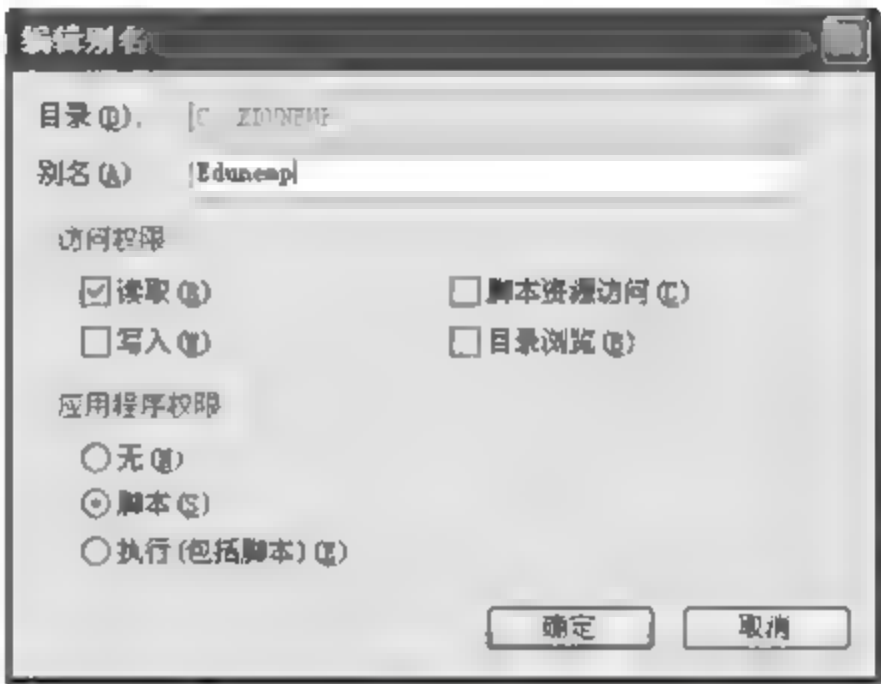 编辑别名
目录(D):
别名(A) Edunemp
访问权限
读取(R) 脚本资源访问(C)
写入(W) 目录浏览(B)
应用程序权限
无(N)
脚本(S)
执行(包括脚本)(E)
确定 取消